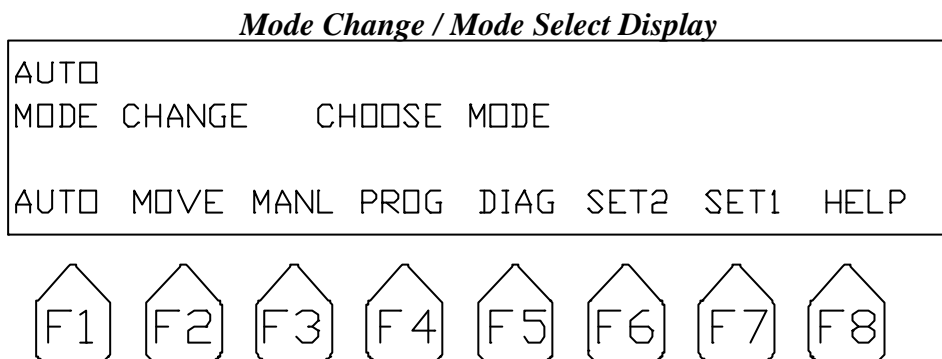 Mode Change / Mode Select Display
AUTO
MODE CHANGE CHOOSE MODE
AUTO MOVE MANL PROG DIAG SET2 SET1 HELP
F1 F2 F3 F4 F5 F6 F7 F8